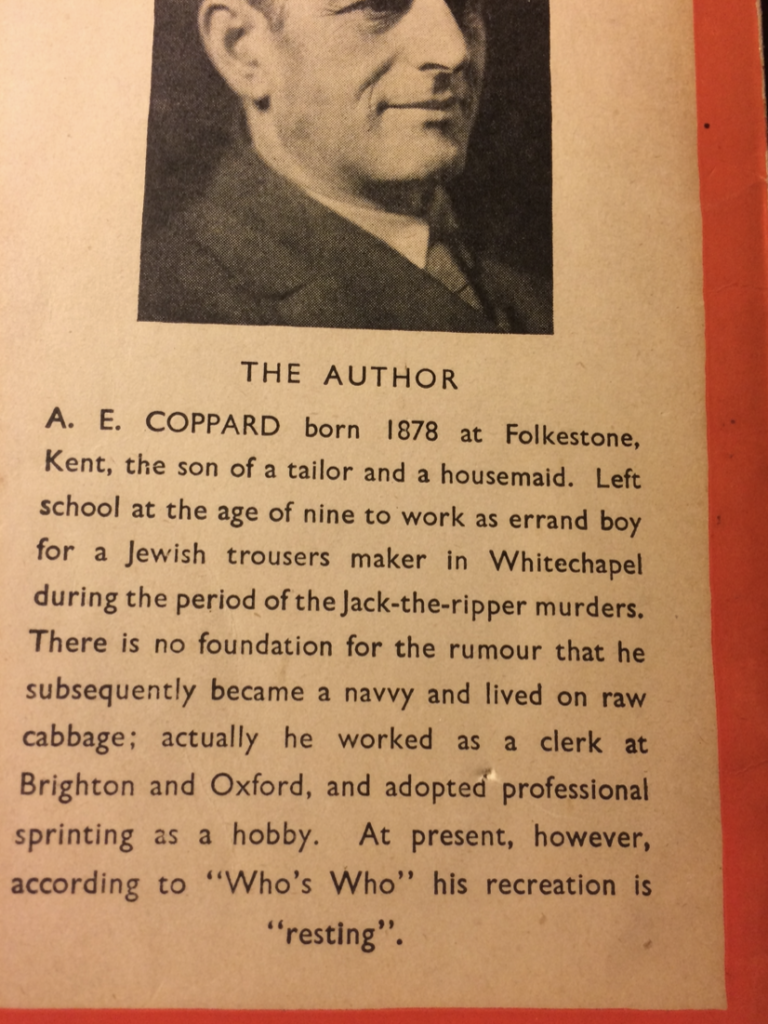 THE AUTHOR
A. E. COPPARD born 1878 at Folkestone,
Kent, the son of a tailor and a housemaid. Left
school at the age of nine to work as errand boy
for a Jewish trousers maker in Whitechapel
during the period of the Jack-the-ripper murders.
There is no foundation for the rumour that he
subsequently became a navvy and lived on raw
cabbage; actually he worked as a clerk at
Brighton and Oxford, and adopted professional
sprinting as a hobby. At present, however,
according to “Who’s Who” his recreation is
“resting”.